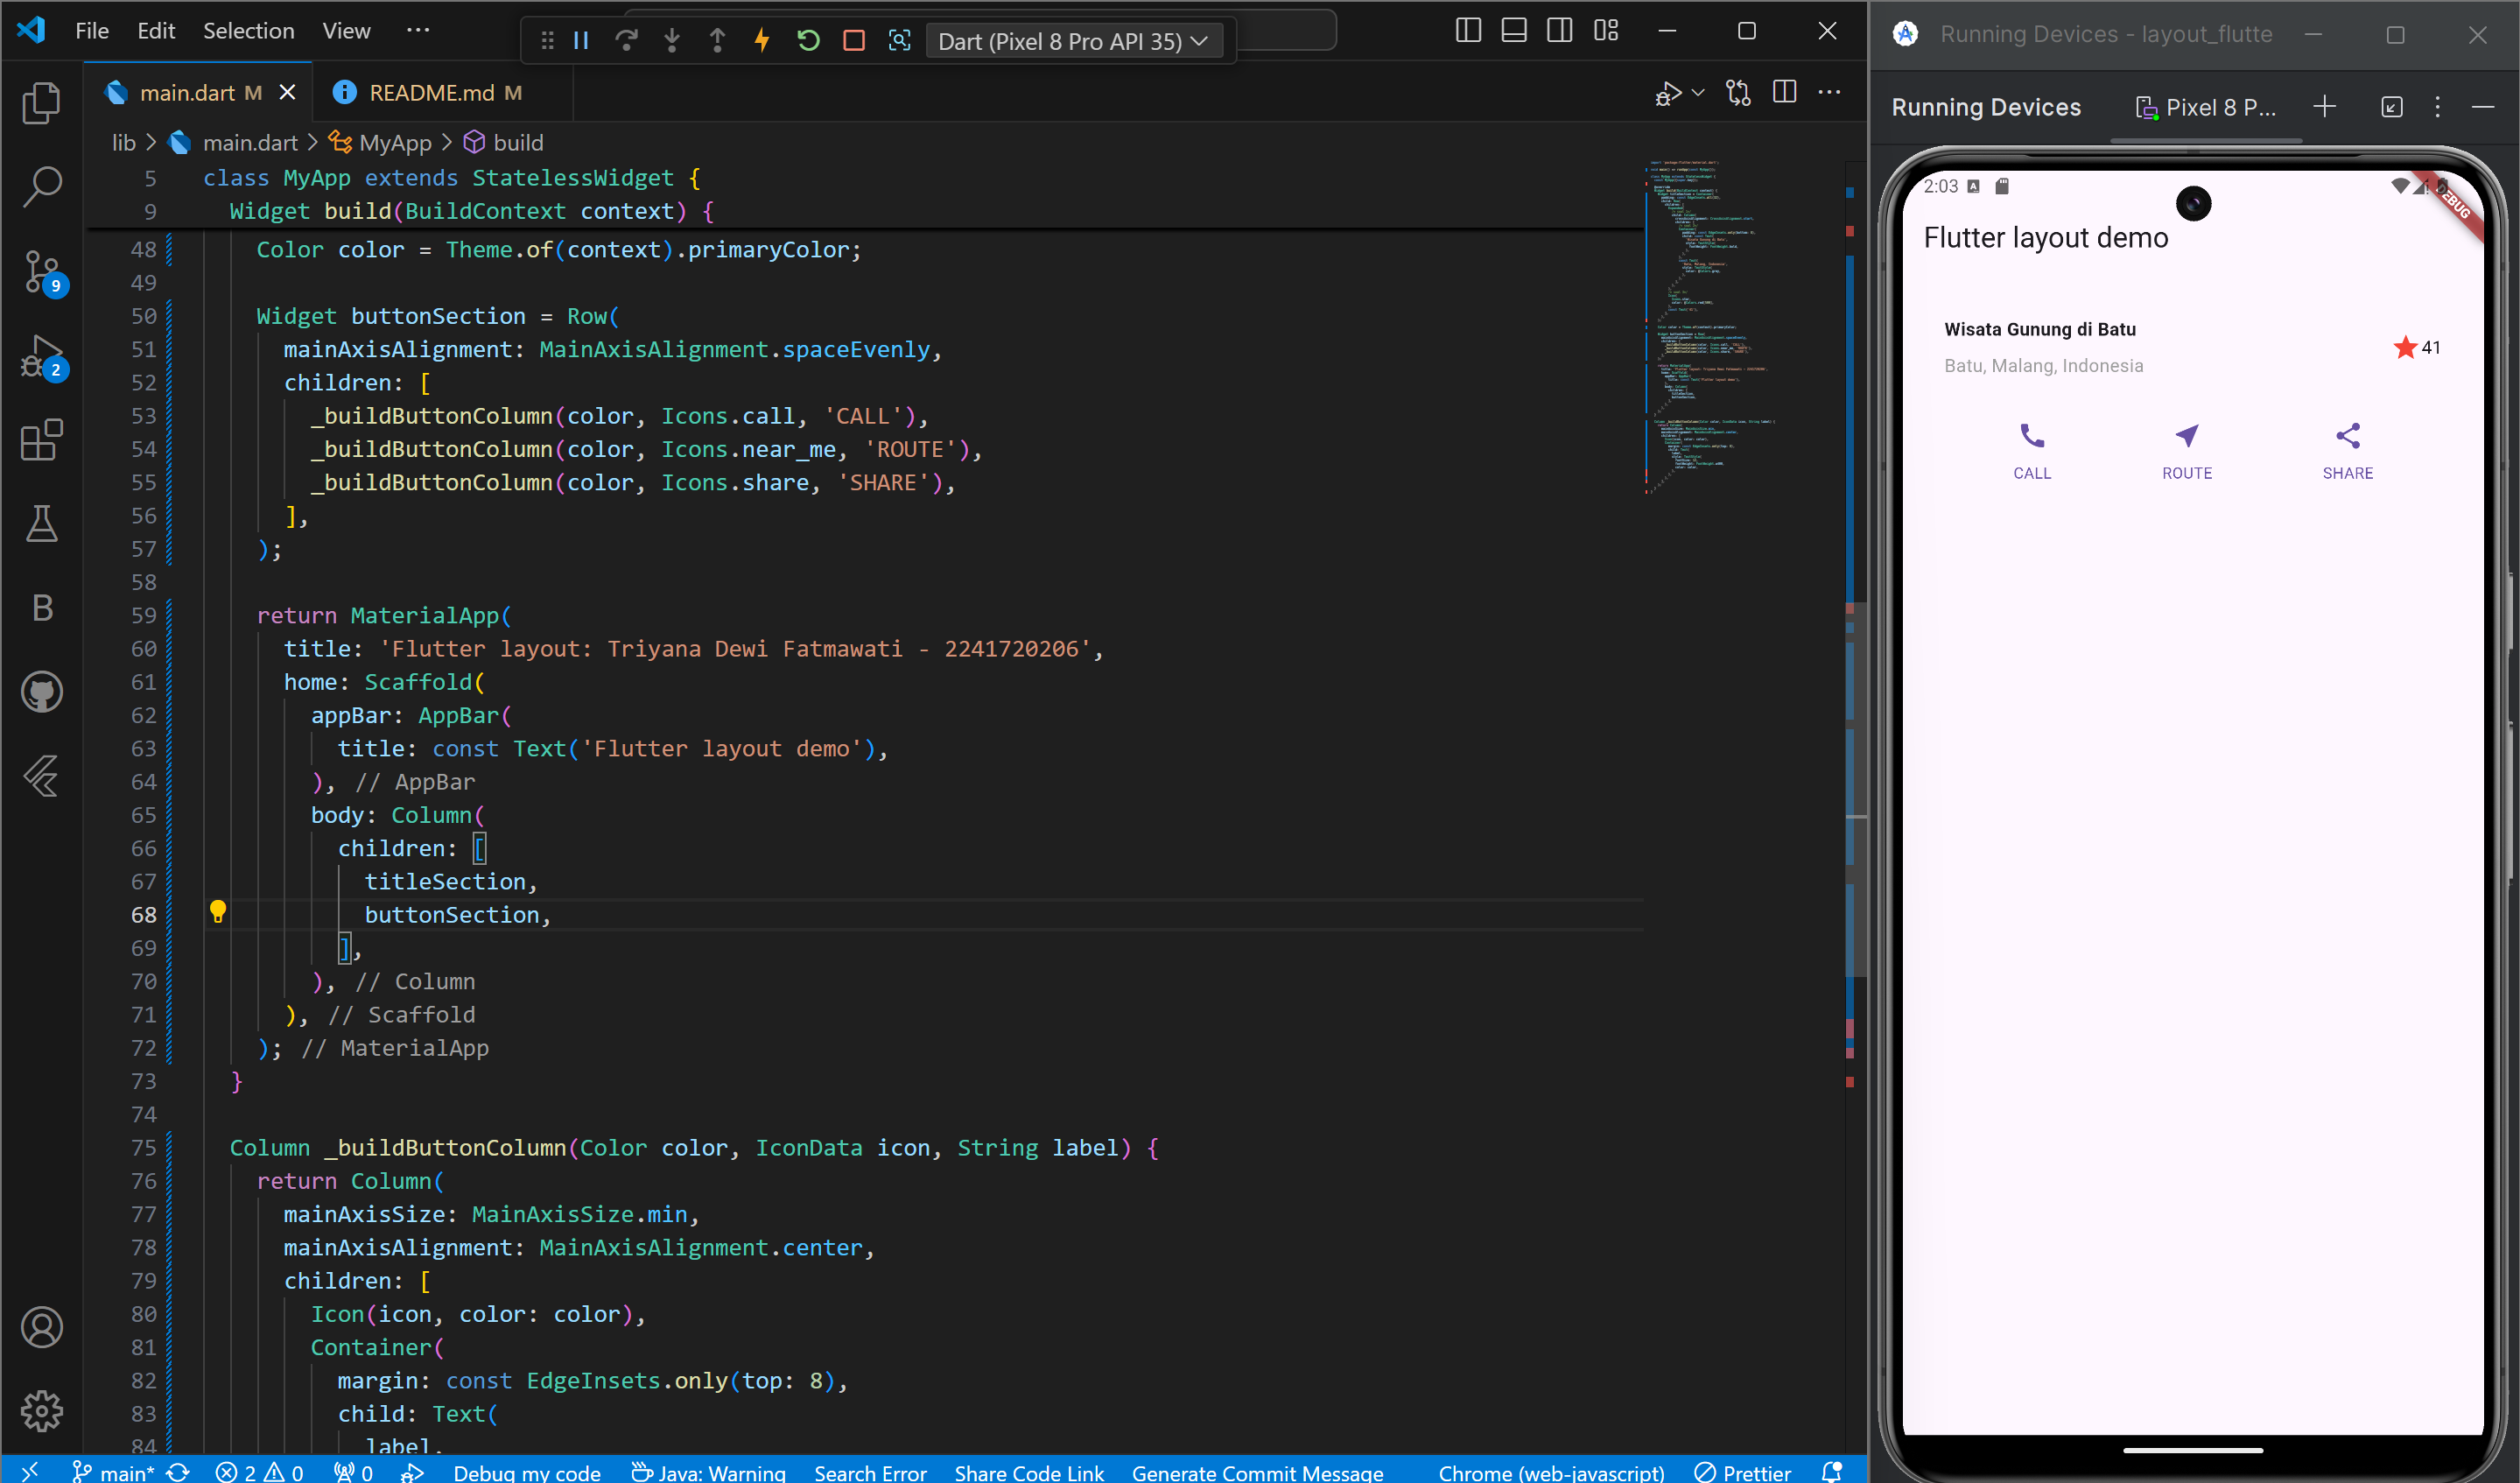 File Edit Selection View ···
Dart (Pixel 8 Pro API 35)
main.dart M
README.md M
lib > main.dart > MyApp > build
5 class MyApp extends StatelessWidget {
9 Widget build(BuildContext context) {
48 Color color = Theme.of(context).primaryColor;
49
50 Widget buttonSection = Row(
51 mainAxisAlignment: MainAxisAlignment.spaceEvenly,
52 children: [
53 _buildButtonColumn(color, Icons.call, 'CALL'),
54 _buildButtonColumn(color, Icons.near_me, 'ROUTE'),
55 _buildButtonColumn(color, Icons.share, 'SHARE'),
56 ],
57 );
58
59 return MaterialApp(
60 title: 'Flutter layout: Triyana Dewi Fatmawati - 2241720206',
61 home: Scaffold(
62 appBar: AppBar(
63 title: const Text('Flutter layout demo'),
64 ), // AppBar
65 body: Column(
66 children: [
67 titleSection,
68 buttonSection,
69 ],
70 ), // Column
71 ), // Scaffold
72 ); // MaterialApp
73 }
74
75 Column _buildButtonColumn(Color color, IconData icon, String label) {
76 return Column(
77 mainAxisSize: MainAxisSize.min,
78 mainAxisAlignment: MainAxisAlignment.center,
79 children: [
80 Icon(icon, color: color),
81 Container(
82 margin: const EdgeInsets.only(top: 8),
83 child: Text(
84 label,
9
2
B
main* 2 0 0 Debug my code Java: Warning Search Error Share Code Link Generate Commit Message Chrome (web-javascript) Prettier
Running Devices - layout_flutte
Running Devices Pixel 8 P...
2:03
DEBUG
Flutter layout demo
Wisata Gunung di Batu
41
Batu, Malang, Indonesia
CALL ROUTE SHARE